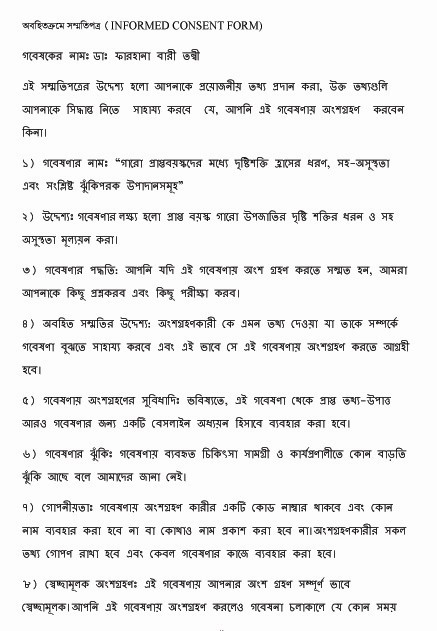 অবহিতক্রমে সম্মতিপত্র ( INFORMED CONSENT FORM)
গবেষকের নামঃ ডাঃ ফারহানা বারী তন্বী
এই সম্মতিপত্রের উদ্দেশ্য হলো আপনাকে প্রয়োজনীয় তথ্য প্রদান করা, উক্ত তথ্যগুলি
আপনাকে সিদ্ধান্ত নিতে সাহায্য করবে যে, আপনি এই গবেষণায় অংশগ্রহণ করবেন
কিনা।
১) গবেষণার নামঃ “গারো প্রাপ্তবয়স্কদের মধ্যে দৃষ্টিশক্তি হ্রাসের ধরণ, সহ-অসুস্থতা
এবং সংশ্লিষ্ট ঝুঁকিপরক উপাদানসমূহ”
২) উদ্দেশ্যঃ গবেষণার লক্ষ্য হলো প্রাপ্ত বয়স্ক গারো উপজাতির দৃষ্টি শক্তির ধরন ও সহ
অসুস্থতা মূল্যয়ন করা।
৩) গবেষণার পদ্ধতি: আপনি যদি এই গবেষণায় অংশ গ্রহণ করতে সম্মত হন, আমরা
আপনাকে কিছু প্রশ্নকরব এবং কিছু পরীক্ষা করব।
৪) অবহিত সম্মতির উদ্দেশ্য: অংশগ্রহণকারী কে এমন তথ্য দেওয়া যা তাকে সম্পর্কে
গবেষণা বুঝতে সাহায্য করবে এবং এই ভাবে সে এই গবেষণায় অংশগ্রহণ করতে আগ্রহী
হবে।
৫) গবেষণায় অংশগ্রহণের সুবিধাদি: ভবিষ্যতে, এই গবেষণা থেকে প্রাপ্ত তথ্য-উপাত্ত
আরও গবেষণার জন্য একটি বেসলাইন অধ্যয়ন হিসাবে ব্যবহার করা হবে।
৬) গবেষণার ঝুঁকি: গবেষণায় ব্যবহৃত চিকিৎসা সামগ্রী ও কার্যপ্রণালীতে কোন বাড়তি
ঝুঁকি আছে বলে আমাদের জানা নেই।
৭) গোপনীয়তাঃ গবেষণায় অংশগ্রহণ কারীর একটি কোড নাম্বার থাকবে এবং কোন
নাম ব্যবহার করা হবে না বা কোথাও নাম প্রকাশ করা হবে না।অংশগ্রহণকারীর সকল
তথ্য গোপণ রাখা হবে এবং কেবল গবেষণার কাজে ব্যবহার করা হবে।
৮) স্বেচ্ছামূলক অংশগ্রহণ: এই গবেষণায় আপনার অংশ গ্রহণ সম্পূর্ণ ভাবে
স্বেচ্ছামূলক।আপনি এই গবেষণায় অংশগ্রহণ করলেও গবেষনা চলাকালে যে কোন সময়